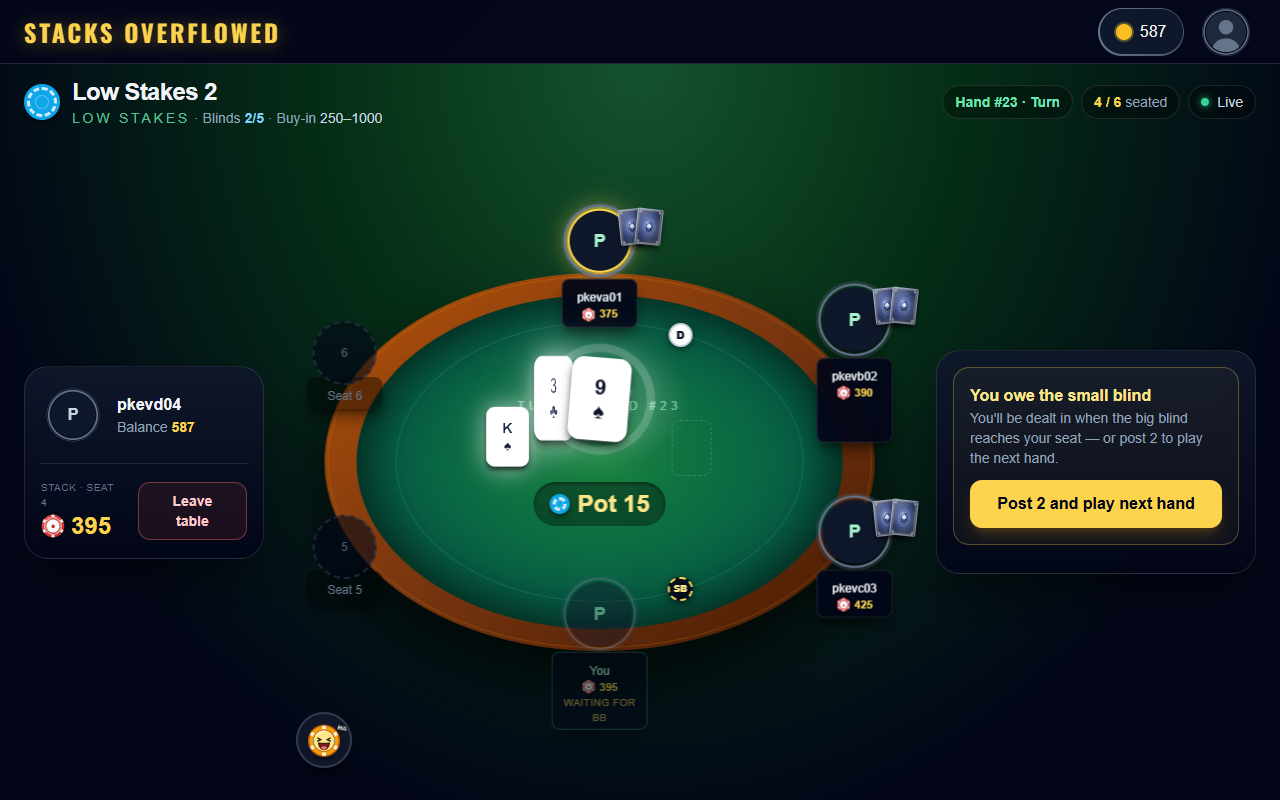 STACKS OVERFLOWED
587
Low Stakes 2
LOW STAKES · Blinds 2/5 · Buy-in 250–1000
Hand #23 · Turn
4 / 6 seated
Live
P
pkeva01
375
D
P
pkevb02
390
6
Seat 6
3
9
K
#23
Pot 15
P
pkevd04
Balance 587
STACK · SEAT
4
395
Leave
table
You owe the small blind
You'll be dealt in when the big blind
reaches your seat — or post 2 to play
the next hand.
Post 2 and play next hand
P
pkevc03
425
5
Seat 5
SB
P
You
395
WAITING FOR
BB